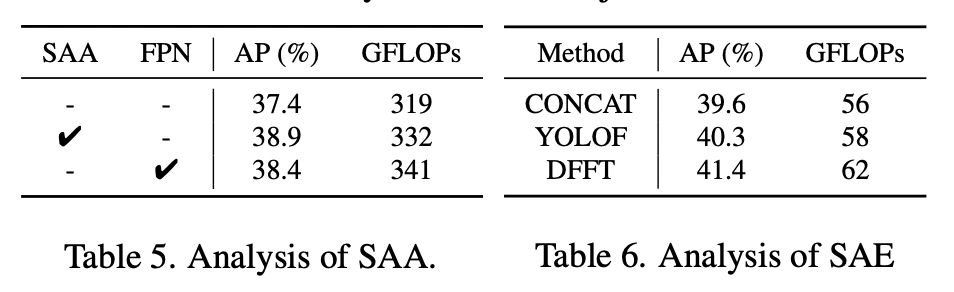 SAA FPN AP (%) GFLOPs
- - 37.4 319
✔ - 38.9 332
- ✔ 38.4 341
Table 5. Analysis of SAA.
Method AP (%) GFLOPs
CONCAT 39.6 56
YOLOF 40.3 58
DFFT 41.4 62
Table 6. Analysis of SAE